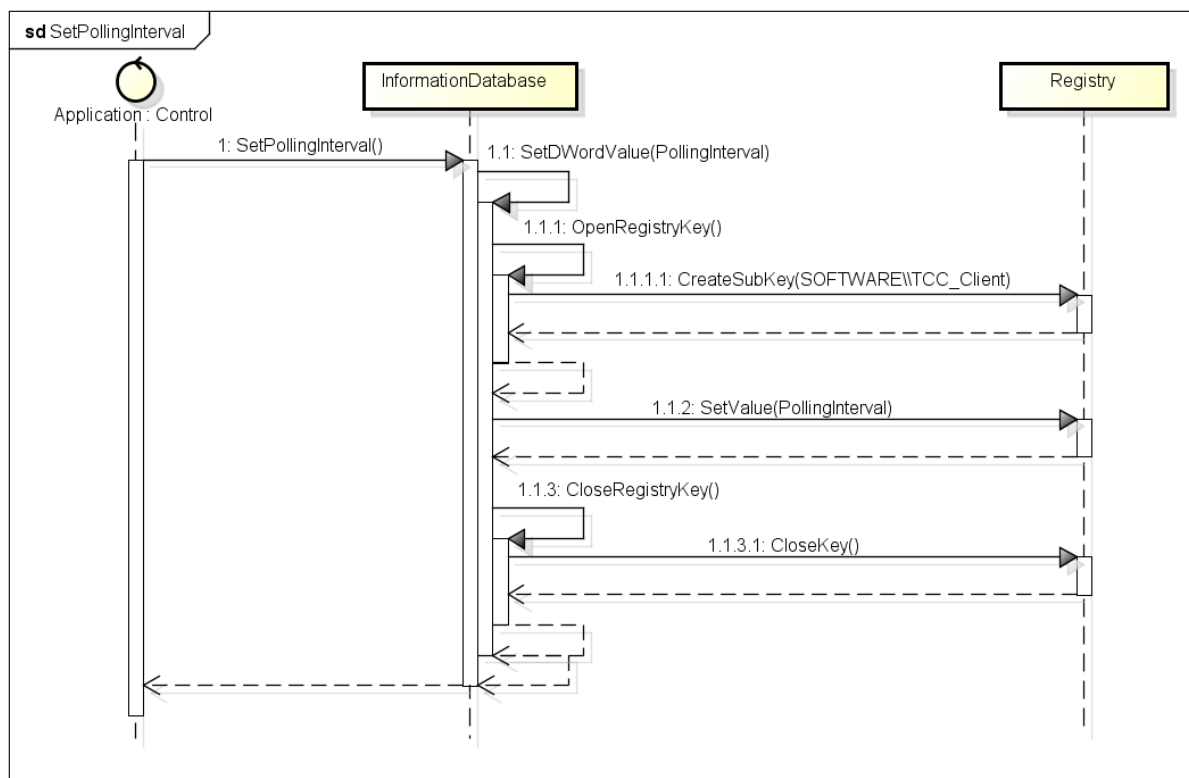 sd SetPollingInterval
Application : Control
InformationDatabase
Registry
1: SetPollingInterval()
1.1: SetDWordValue(PollingInterval)
1.1.1: OpenRegistryKey()
1.1.1.1: CreateSubKey(SOFTWARE\\TCC_Client)
1.1.2: SetValue(PollingInterval)
1.1.3: CloseRegistryKey()
1.1.3.1: CloseKey()